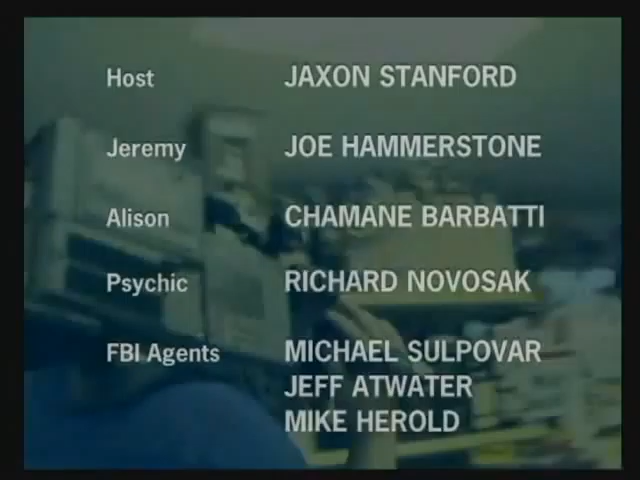 Host JAXON STANFORD
Jeremy JOE HAMMERSTONE
Alison CHAMANE BARBATTI
Psychic RICHARD NOVOSAK
FBI Agents MICHAEL SULPOVAR
JEFF ATWATER
MIKE HEROLD